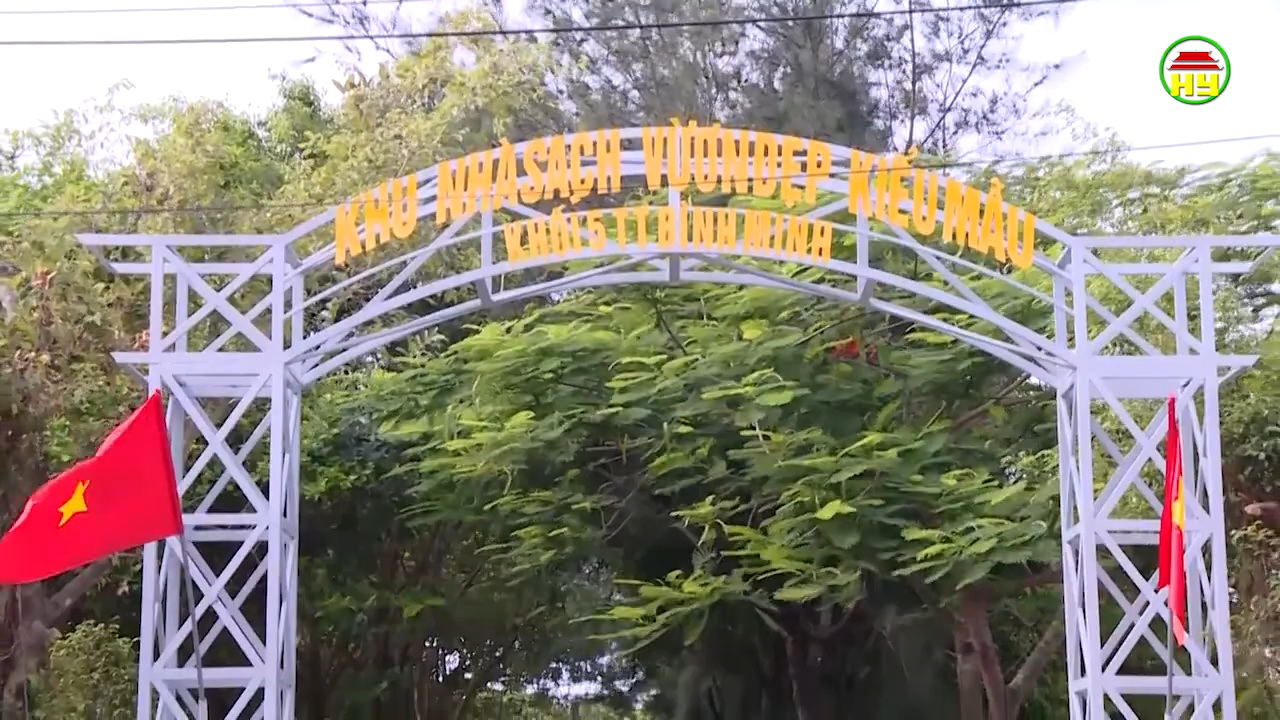 KHU NHÀ SẠCH VƯỜN ĐẸP KIỂU MẪU
KHỐI 5 TT BÌNH MINH
HY